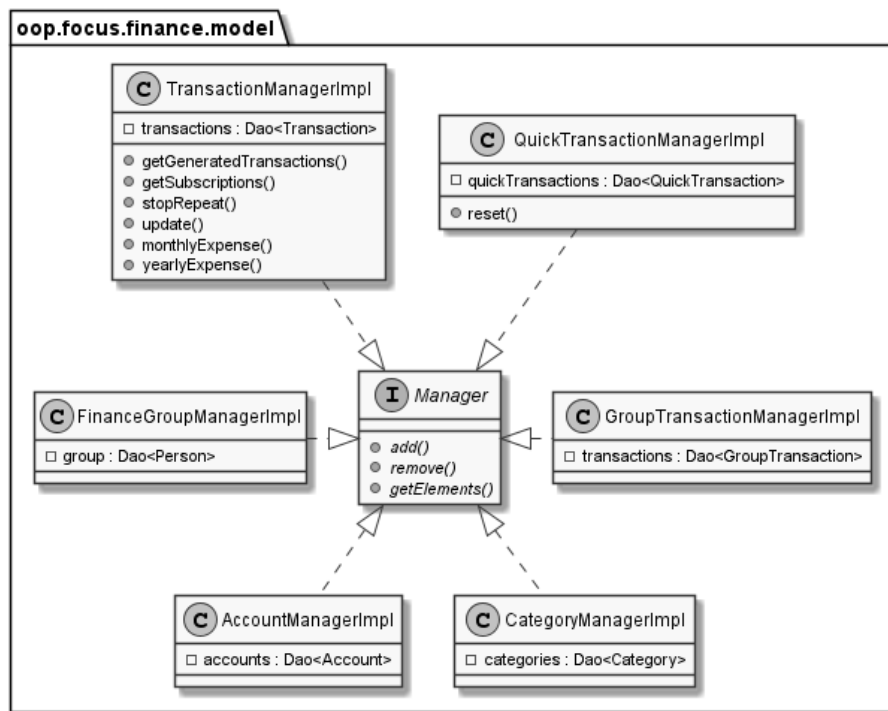 oop.focus.finance.model
C TransactionManagerImpl
transactions : Dao<Transaction>
getGeneratedTransactions()
getSubscriptions()
stopRepeat()
update()
monthlyExpense()
yearlyExpense()
C QuickTransactionManagerImpl
quickTransactions : Dao<QuickTransaction>
reset()
C FinanceGroupManagerImpl
group : Dao<Person>
I Manager
add()
remove()
getElements()
C GroupTransactionManagerImpl
transactions : Dao<GroupTransaction>
C AccountManagerImpl
accounts : Dao<Account>
C CategoryManagerImpl
categories : Dao<Category>